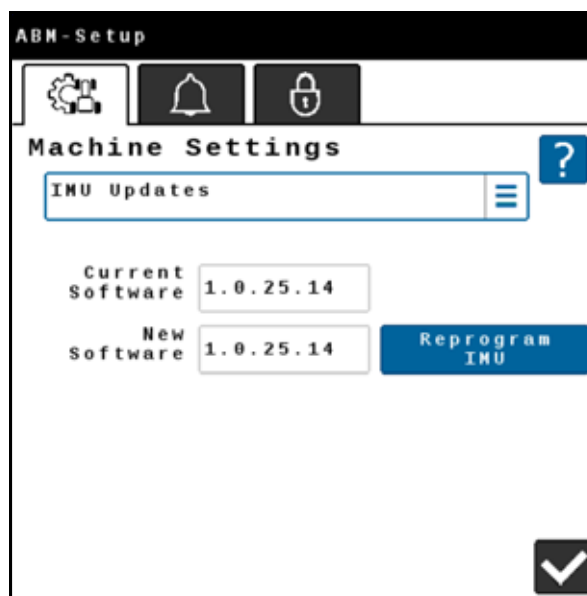 ABM-Setup
Machine Settings
?
IMU Updates
Current
Software
1.0.25.14
New
Software
1.0.25.14
Reprogram
IMU